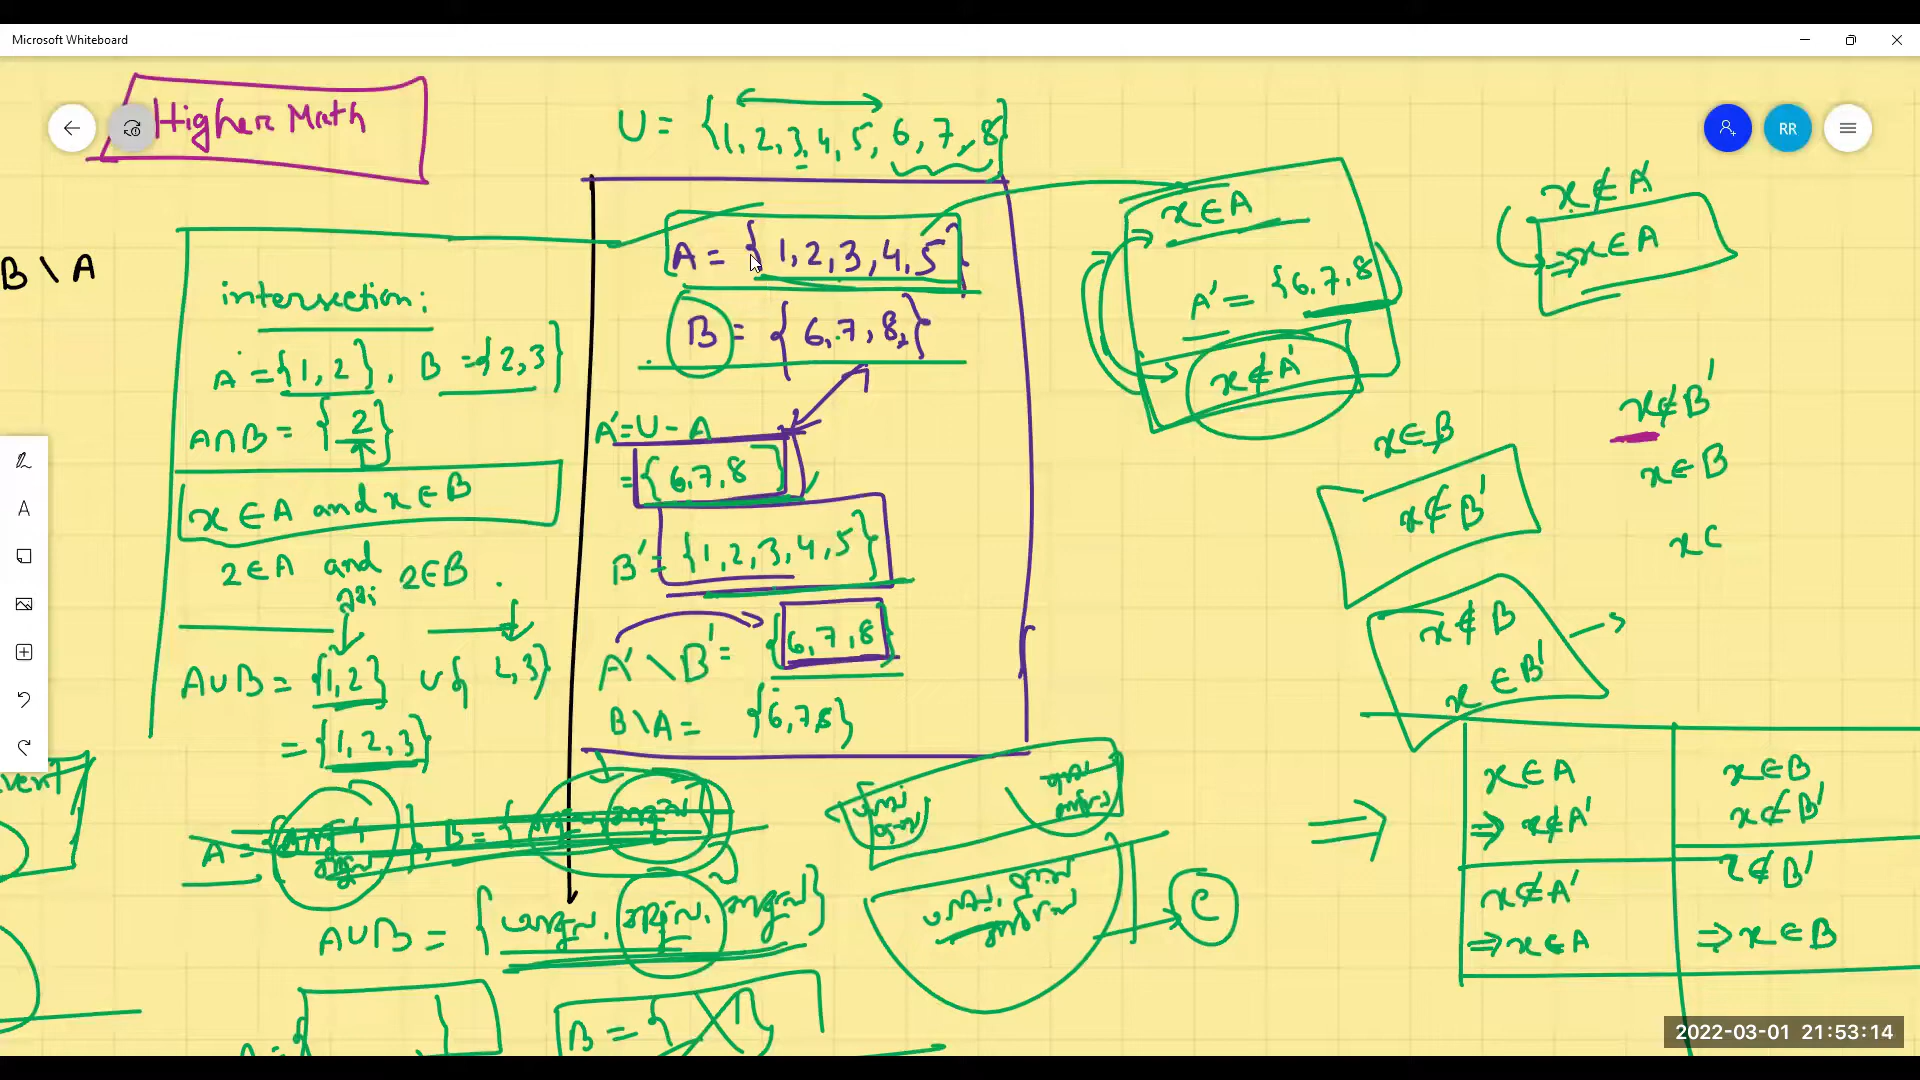 Microsoft Whiteboard
Higher Math
U = {1, 2, 3, 4, 5, 6, 7, 8}
RR
B \ A
A = {1, 2, 3, 4, 5}
B = {6, 7, 8,}
A' = U - A
= {6, 7, 8}
B' = {1, 2, 3, 4, 5}
A' \ B' = {6, 7, 8}
B \ A = {6, 7, 8}
intersection:
A = {1, 2}, B = {2, 3}
A ∩ B = {2}
x ∈ A and x ∈ B
2 ∈ A and 2 ∈ B.
A ∪ B = {1, 2} ∪ {2, 3}
= {1, 2, 3}
A = { }, B = {
A ∪ B = {
B = {
x ∈ A
A' = {6, 7, 8
x ∉ A'
x ∉ A'
⇒ x ∈ A
x ∈ B
x ∉ B'
x ∉ B
x ∈ B'
x ∉ B'
x ∈ B
C
⇒
x ∈ A
⇒ x ∉ A'
x ∈ B
x ∉ B'
x ∉ A'
⇒ x ∈ A
x ∉ B'
⇒ x ∈ B
2022-03-01 21:53:14